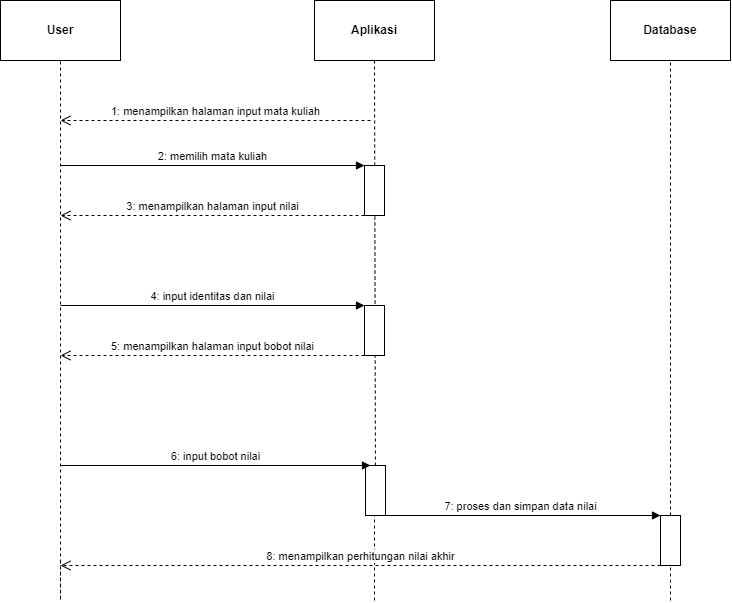 User
Aplikasi
Database
1: menampilkan halaman input mata kuliah
2: memilih mata kuliah
3: menampilkan halaman input nilai
4: input identitas dan nilai
5: menampilkan halaman input bobot nilai
6: input bobot nilai
7: proses dan simpan data nilai
8: menampilkan perhitungan nilai akhir